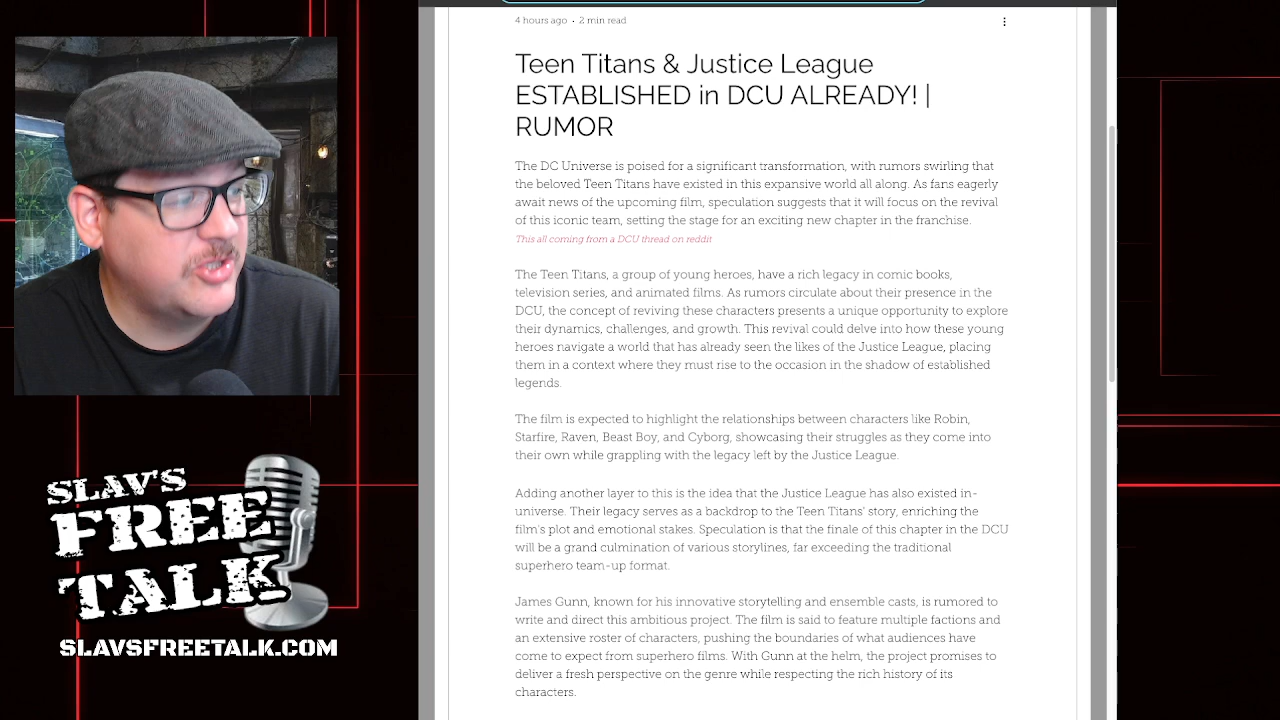 4 hours ago · 2 min read
Teen Titans & Justice League
ESTABLISHED in DCU ALREADY! |
RUMOR
The DC Universe is poised for a significant transformation, with rumors swirling that
the beloved Teen Titans have existed in this expansive world all along. As fans eagerly
await news of the upcoming film, speculation suggests that it will focus on the revival
of this iconic team, setting the stage for an exciting new chapter in the franchise.
This all coming from a DCU thread on reddit
The Teen Titans, a group of young heroes, have a rich legacy in comic books,
television series, and animated films. As rumors circulate about their presence in the
DCU, the concept of reviving these characters presents a unique opportunity to explore
their dynamics, challenges, and growth. This revival could delve into how these young
heroes navigate a world that has already seen the likes of the Justice League, placing
them in a context where they must rise to the occasion in the shadow of established
legends.
The film is expected to highlight the relationships between characters like Robin,
Starfire, Raven, Beast Boy, and Cyborg, showcasing their struggles as they come into
their own while grappling with the legacy left by the Justice League.
Adding another layer to this is the idea that the Justice League has also existed in-
universe. Their legacy serves as a backdrop to the Teen Titans' story, enriching the
film's plot and emotional stakes. Speculation is that the finale of this chapter in the DCU
will be a grand culmination of various storylines, far exceeding the traditional
superhero team-up format.
James Gunn, known for his innovative storytelling and ensemble casts, is rumored to
write and direct this ambitious project. The film is said to feature multiple factions and
an extensive roster of characters, pushing the boundaries of what audiences have
come to expect from superhero films. With Gunn at the helm, the project promises to
deliver a fresh perspective on the genre while respecting the rich history of its
characters.
SLAV'S
FREE
TALK
SLAVSFREETALK.COM